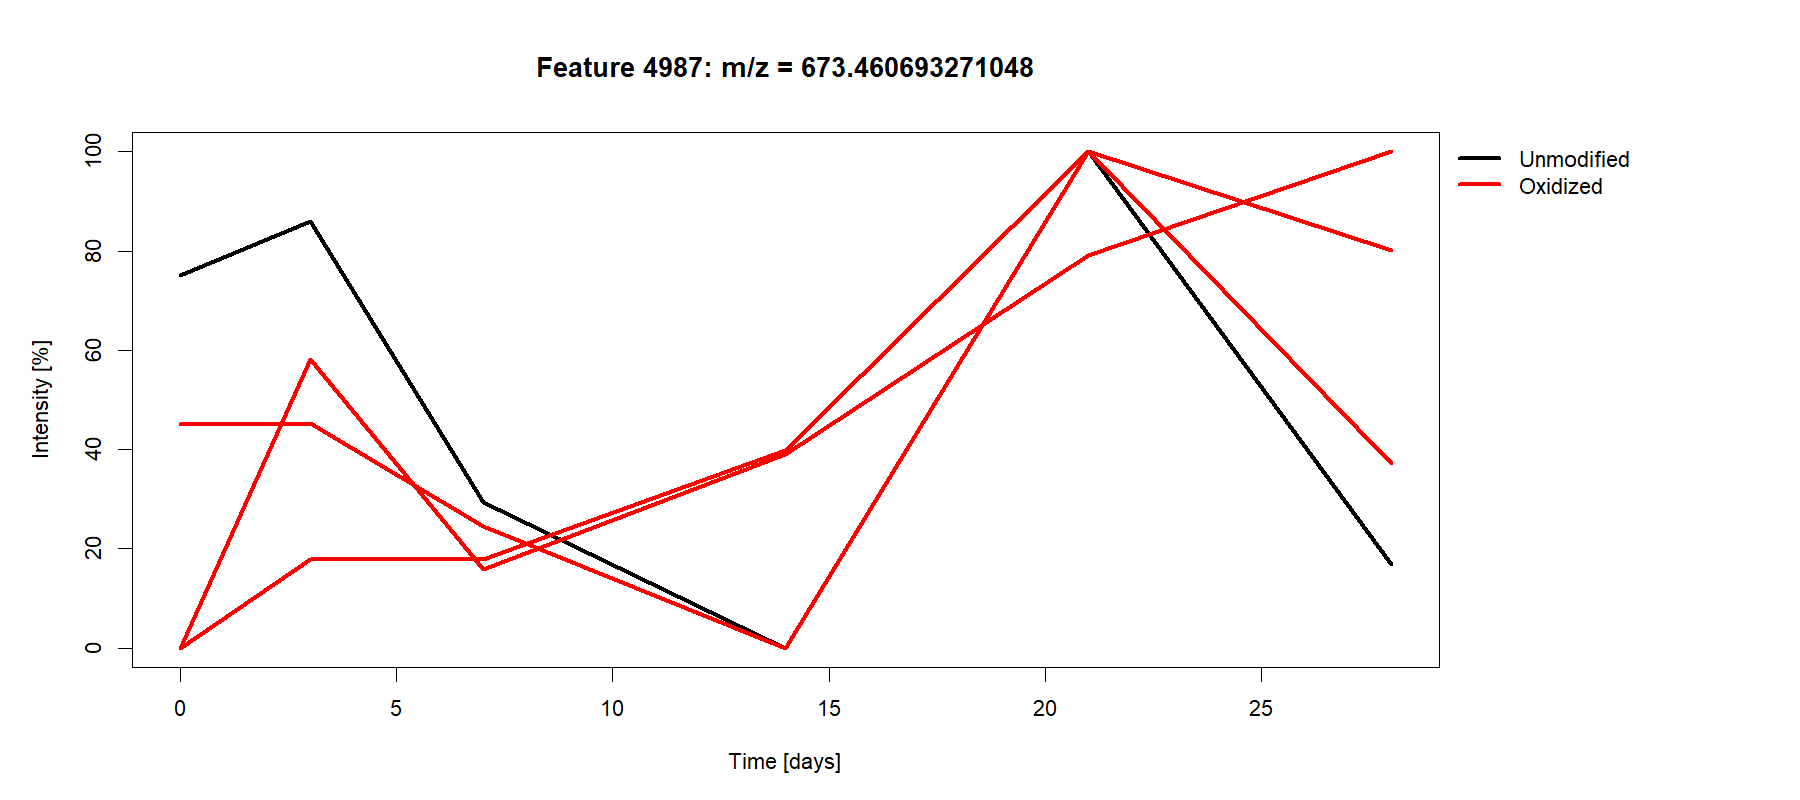 Feature 4987: m/z = 673.460693271048
Unmodified
Oxidized
Intensity [%]
100
80
60
40
20
0
0 5 10 15 20 25
Time [days]